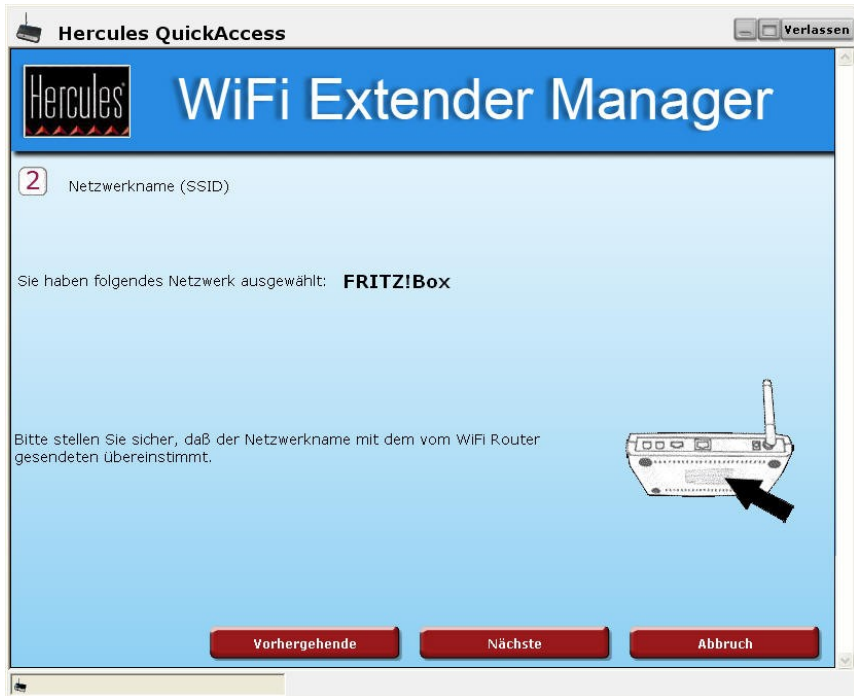 Hercules QuickAccess
Verlassen
Hercules
WiFi Extender Manager
2 Netzwerkname (SSID)
Sie haben folgendes Netzwerk ausgewählt: FRITZ!Box
Bitte stellen Sie sicher, daß der Netzwerkname mit dem vom WiFi Router
gesendeten übereinstimmt.
Vorhergehende
Nächste
Abbruch